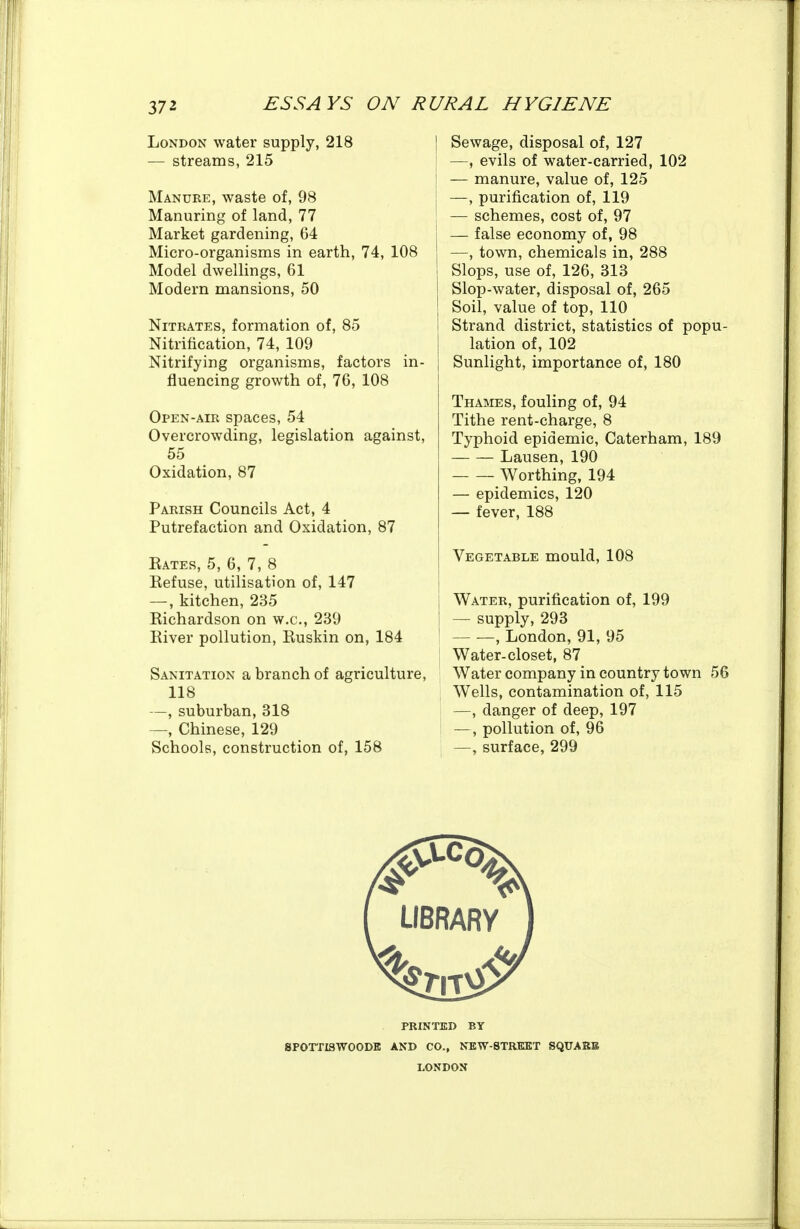 372 ESSAYS ON RURAL HYGIENE
LONDON water supply, 218
— streams, 215
MANURE, waste of, 98
Manuring of land, 77
Market gardening, 64
Micro-organisms in earth, 74, 108
Model dwellings, 61
Modern mansions, 50
NITRATES, formation of, 85
Nitrification, 74, 109
Nitrifying organisms, factors in-
fluencing growth of, 76, 108
OPEN-AIR spaces, 54
Overcrowding, legislation against,
55
Oxidation, 87
PARISH Councils Act, 4
Putrefaction and Oxidation, 87
RATES, 5, 6, 7, 8
Refuse, utilisation of, 147
—, kitchen, 235
Richardson on w.c., 239
River pollution, Ruskin on, 184
SANITATION a branch of agriculture,
118
—, suburban, 318
—, Chinese, 129
Schools, construction of, 158
Sewage, disposal of, 127
—, evils of water-carried, 102
— manure, value of, 125
—, purification of, 119
— schemes, cost of, 97
— false economy of, 98
—, town, chemicals in, 288
Slops, use of, 126, 313
Slop-water, disposal of, 265
Soil, value of top, 110
Strand district, statistics of popu-
lation of, 102
Sunlight, importance of, 180
THAMES, fouling of, 94
Tithe rent-charge, 8
Typhoid epidemic, Caterham, 189
— — Lausen, 190
— — Worthing, 194
— epidemics, 120
— fever, 188
VEGETABLE mould, 108
WATER, purification of, 199
— supply, 293
— —, London, 91, 95
Water-closet, 87
Water company in country town 56
Wells, contamination of, 115
—, danger of deep, 197
—, pollution of, 96
—, surface, 299
WELLCOME
LIBRARY
INSTITUTE
PRINTED BY
SPOTTISWOODE AND CO., NEW-STREET SQUARE
LONDON